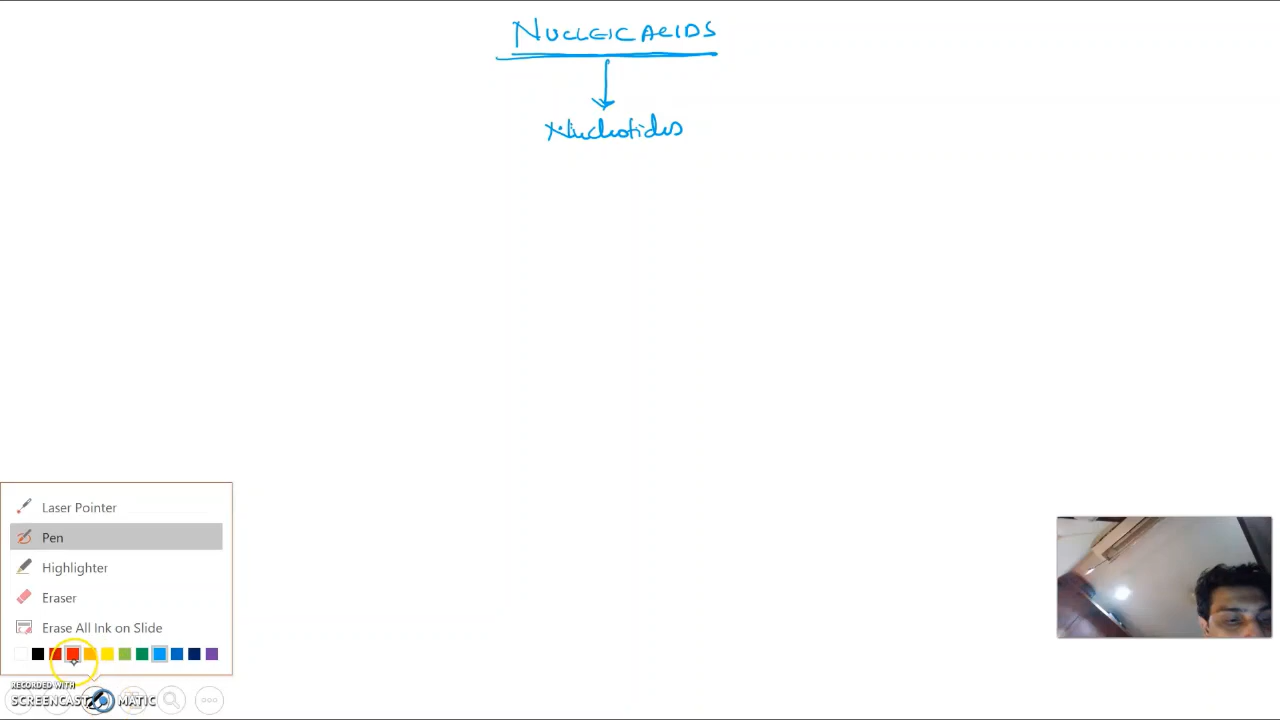 NUCLEIC ACIDS
Nucleotides
Laser Pointer
Pen
Highlighter
Eraser
Erase All Ink on Slide
RECORDED WITH
SCREENCAST MATIC